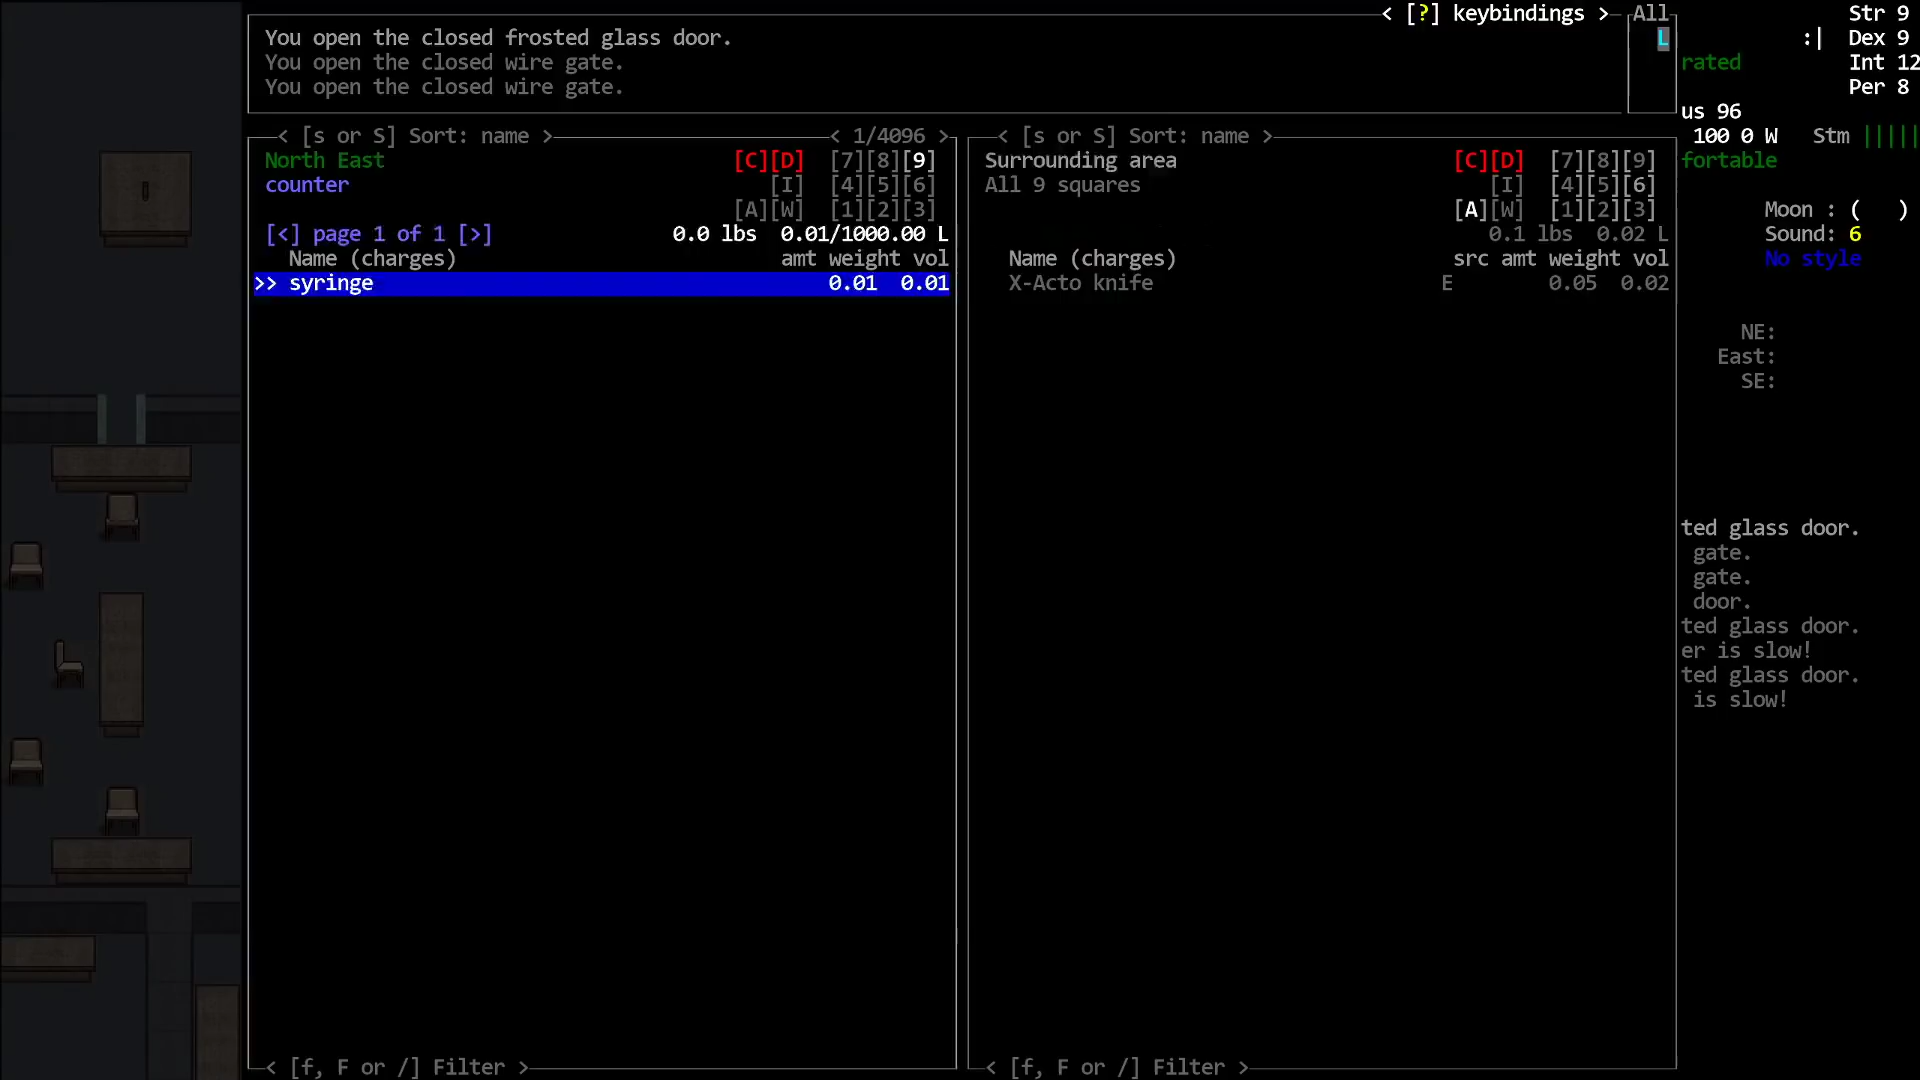 < [?] keybindings >
All
Str 9
You open the closed frosted glass door.
L
:|
Dex 9
You open the closed wire gate.
rated
Int 12
You open the closed wire gate.
Per 8
us 96
< [s or S] Sort: name >
< 1/4096 >
< [s or S] Sort: name >
100 0 W
Stm |||||
North East
[C][D] [7][8][9]
Surrounding area
[C][D] [7][8][9]
fortable
counter
[I] [4][5][6]
All 9 squares
[I] [4][5][6]
[A][W] [1][2][3]
[A][W] [1][2][3]
Moon : (   )
[<] page 1 of 1 [>]
0.0 lbs 0.01/1000.00 L
0.1 lbs 0.02 L
Sound: 6
Name (charges)
amt weight vol
Name (charges)
src amt weight vol
No style
>> syringe
0.01 0.01
X-Acto knife
E
0.05 0.02
NE:
East:
SE:
ted glass door.
gate.
gate.
door.
ted glass door.
er is slow!
ted glass door.
is slow!
< [f, F or /] Filter >
< [f, F or /] Filter >